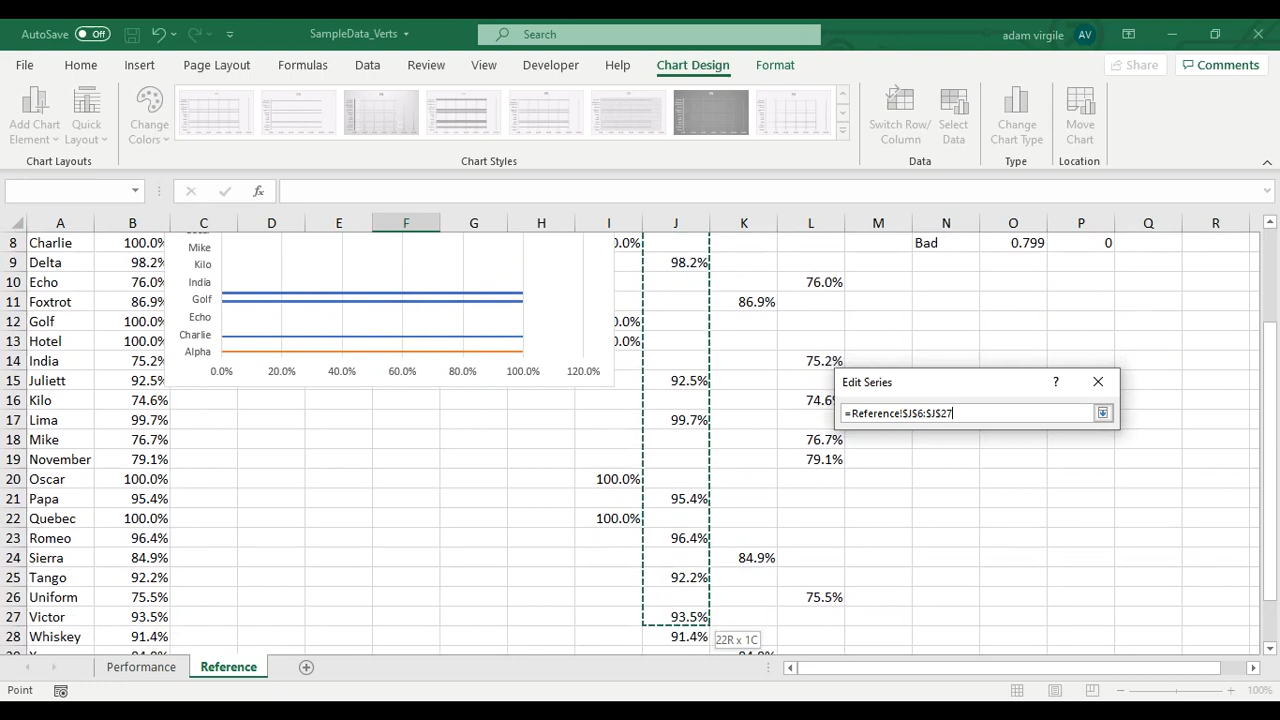 AutoSave Off SampleData_Verts Search adam virgile AV
File Home Insert Page Layout Formulas Data Review View Developer Help Chart Design Format Share Comments
Add Chart Element Quick Layout Change Colors Switch Row/ Column Select Data Change Chart Type Move Chart
Chart Layouts Chart Styles Data Type Location
fx
A B C D E F G H I J K L M N O P Q R
8 Charlie 100.0% Mike 0.0% Bad 0.799 0
9 Delta 98.2% Kilo 98.2%
10 Echo 76.0% India 76.0%
11 Foxtrot 86.9% Golf 86.9%
12 Golf 100.0% Echo 0.0%
13 Hotel 100.0% Charlie 0.0%
14 India 75.2% Alpha 75.2%
15 Juliett 92.5% 0.0% 20.0% 40.0% 60.0% 80.0% 100.0% 120.0% 92.5% Edit Series ?
16 Kilo 74.6% 74.6%
17 Lima 99.7% 99.7% =Reference!$J$6:$J$27
18 Mike 76.7% 76.7%
19 November 79.1% 79.1%
20 Oscar 100.0% 100.0%
21 Papa 95.4% 95.4%
22 Quebec 100.0% 100.0%
23 Romeo 96.4% 96.4%
24 Sierra 84.9% 84.9%
25 Tango 92.2% 92.2%
26 Uniform 75.5% 75.5%
27 Victor 93.5% 93.5%
28 Whiskey 91.4% 91.4% 22R x 1C
Performance Reference
Point 100%